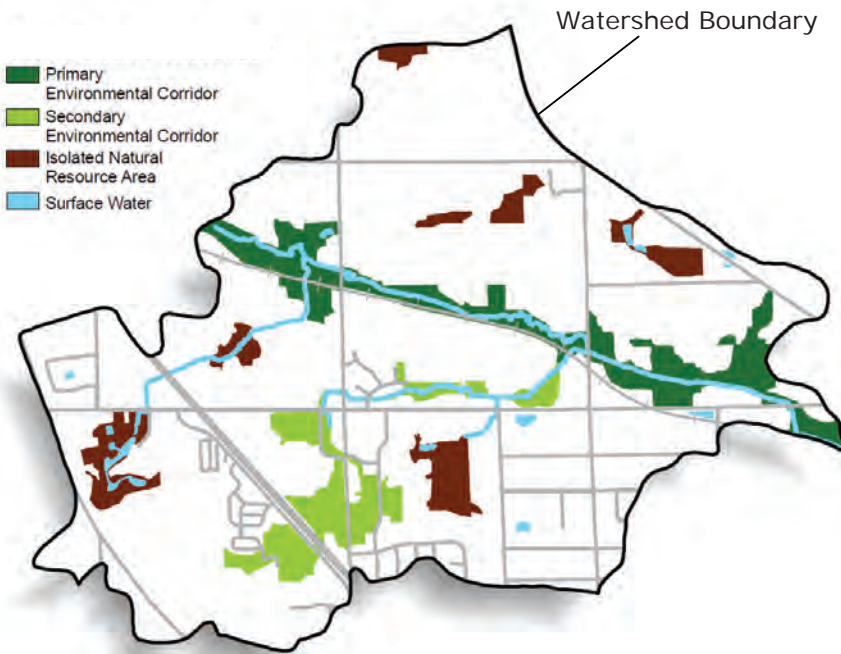 Watershed Boundary
Primary
Environmental Corridor
Secondary
Environmental Corridor
Isolated Natural
Resource Area
Surface Water